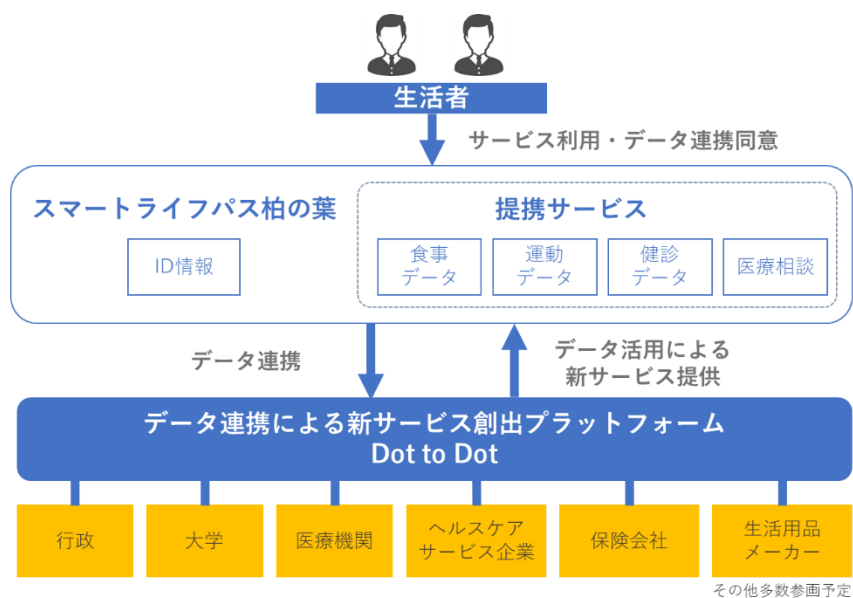 生活者
サービス利用・データ連携同意
スマートライフパス柏の葉
提携サービス
ID情報
食事
データ
運動
データ
健診
データ
医療相談
データ連携
データ活用による
新サービス提供
データ連携による新サービス創出プラットフォーム
Dot to Dot
行政
大学
医療機関
ヘルスケア
サービス企業
保険会社
生活用品
メーカー
その他多数参画予定